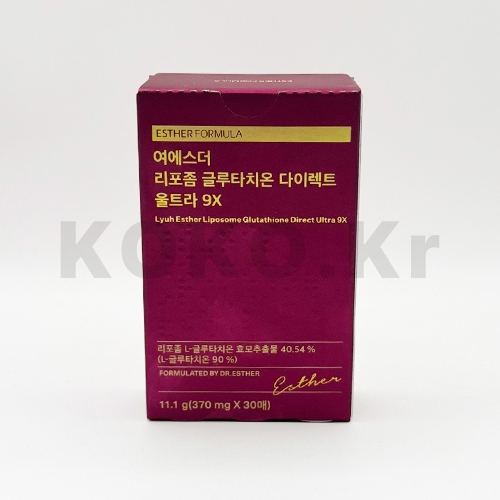 ESTHER FORMULA
여에스더
리포좀 글루타치온 다이렉트
울트라 9X
Lyuh Esther Liposome Glutathione Direct Ultra 9X
KOKO.Kr
리포좀 L-글루타치온 효모추출물 40.54 %
(L-글루타치온 90 %)
FORMULATED BY DR.ESTHER
Esther
11.1 g(370 mg X 30매)